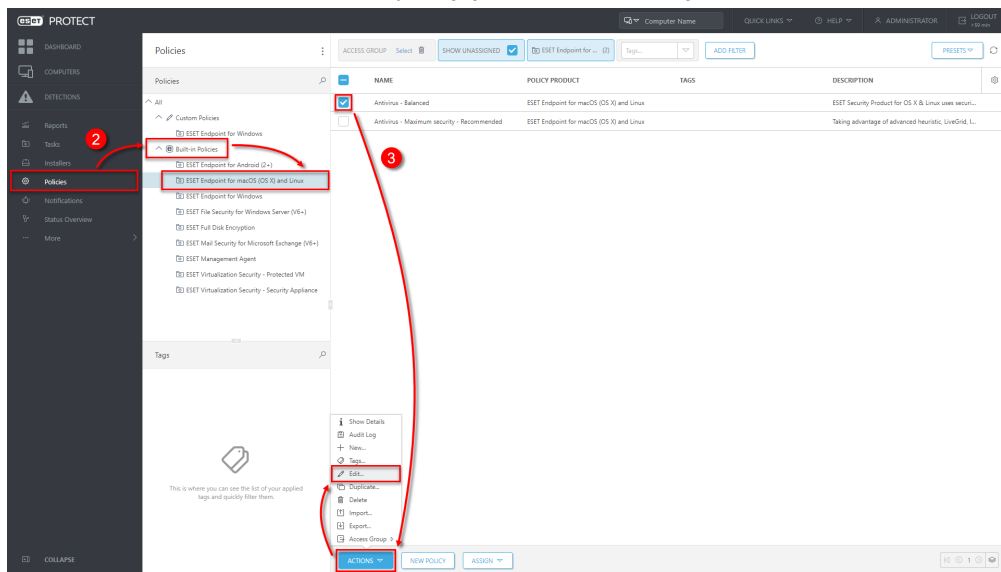 eset PROTECT
Computer Name
QUICK LINKS
HELP
ADMINISTRATOR
LOGOUT
>59 min
DASHBOARD
COMPUTERS
DETECTIONS
Reports
Tasks
Installers
Policies
Notifications
Status Overview
More
COLLAPSE
2
Policies
Policies
All
Custom Policies
ESET Endpoint for Windows
Built-in Policies
ESET Endpoint for Android (2+)
ESET Endpoint for macOS (OS X) and Linux
ESET Endpoint for Windows
ESET File Security for Windows Server (V6+)
ESET Full Disk Encryption
ESET Mail Security for Microsoft Exchange (V6+)
ESET Management Agent
ESET Virtualization Security - Protected VM
ESET Virtualization Security - Security Appliance
Tags
This is where you can see the list of your applied
tags and quickly filter them.
ACCESS GROUP Select
SHOW UNASSIGNED
ESET Endpoint for ... (2)
Tags...
ADD FILTER
PRESETS
NAME POLICY PRODUCT TAGS DESCRIPTION
Antivirus - Balanced ESET Endpoint for macOS (OS X) and Linux ESET Security Product for OS X & Linux uses securi...
Antivirus - Maximum security - Recommended ESET Endpoint for macOS (OS X) and Linux Taking advantage of advanced heuristic, LiveGrid, I...
3
Show Details
Audit Log
New...
Tags...
Edit...
Duplicate...
Delete
Import...
Export...
Access Group >
ACTIONS
NEW POLICY
ASSIGN
1